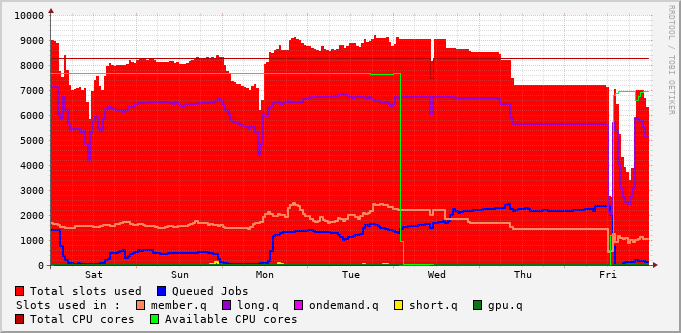 10000
9000
8000
7000
6000
5000
4000
3000
2000
1000
0
Sat Sun Mon Tue Wed Thu Fri
RRDTOOL / TOBI OETIKER
Total slots used Queued Jobs
Slots used in : member.q long.q ondemand.q short.q gpu.q
Total CPU cores Available CPU cores